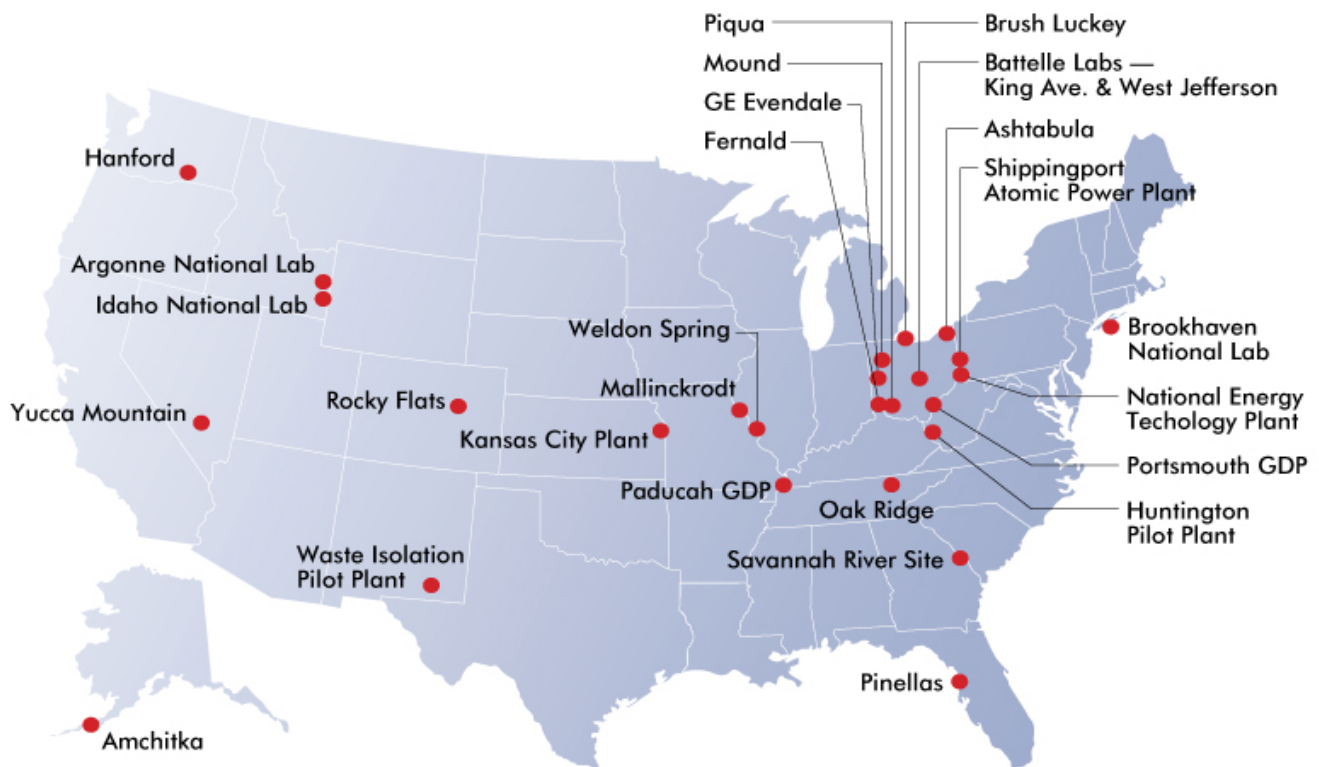 Piqua
Brush Luckey
Mound
Battelle Labs —
King Ave. & West Jefferson
GE Evendale
Ashtabula
Fernald
Shippingport
Atomic Power Plant
Hanford
Argonne National Lab
Idaho National Lab
Weldon Spring
Brookhaven
National Lab
Mallinckrodt
Rocky Flats
Yucca Mountain
Kansas City Plant
National Energy
Techology Plant
Portsmouth GDP
Paducah GDP
Oak Ridge
Huntington
Pilot Plant
Waste Isolation
Pilot Plant
Savannah River Site
Pinellas
Amchitka